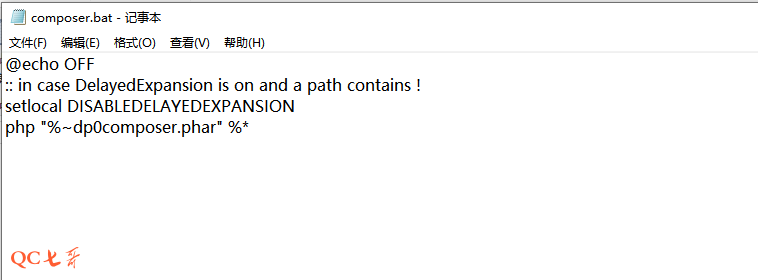 composer.bat - 记事本
文件(F) 编辑(E) 格式(O) 查看(V) 帮助(H)
@echo OFF
:: in case DelayedExpansion is on and a path contains !
setlocal DISABLEDELAYEDEXPANSION
php "%~dp0composer.phar" %*
QC七哥